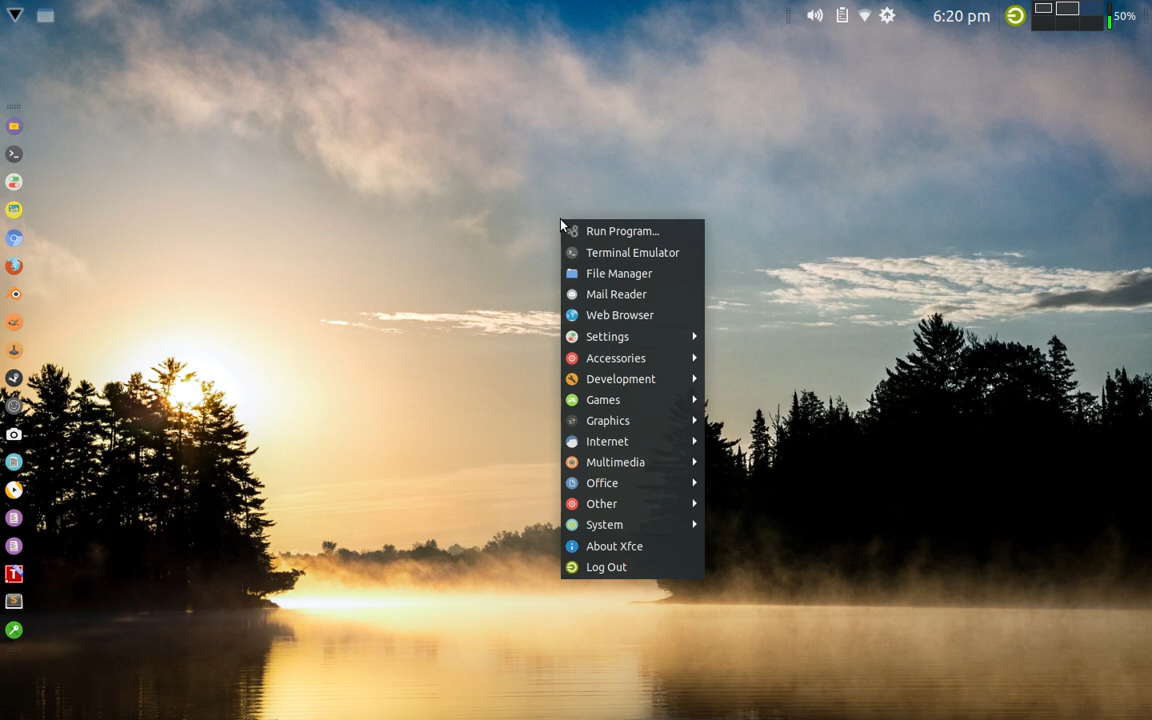 6:20 pm
50%
Run Program...
Terminal Emulator
File Manager
Mail Reader
Web Browser
Settings
Accessories
Development
Games
Graphics
Internet
Multimedia
Office
Other
System
About Xfce
Log Out